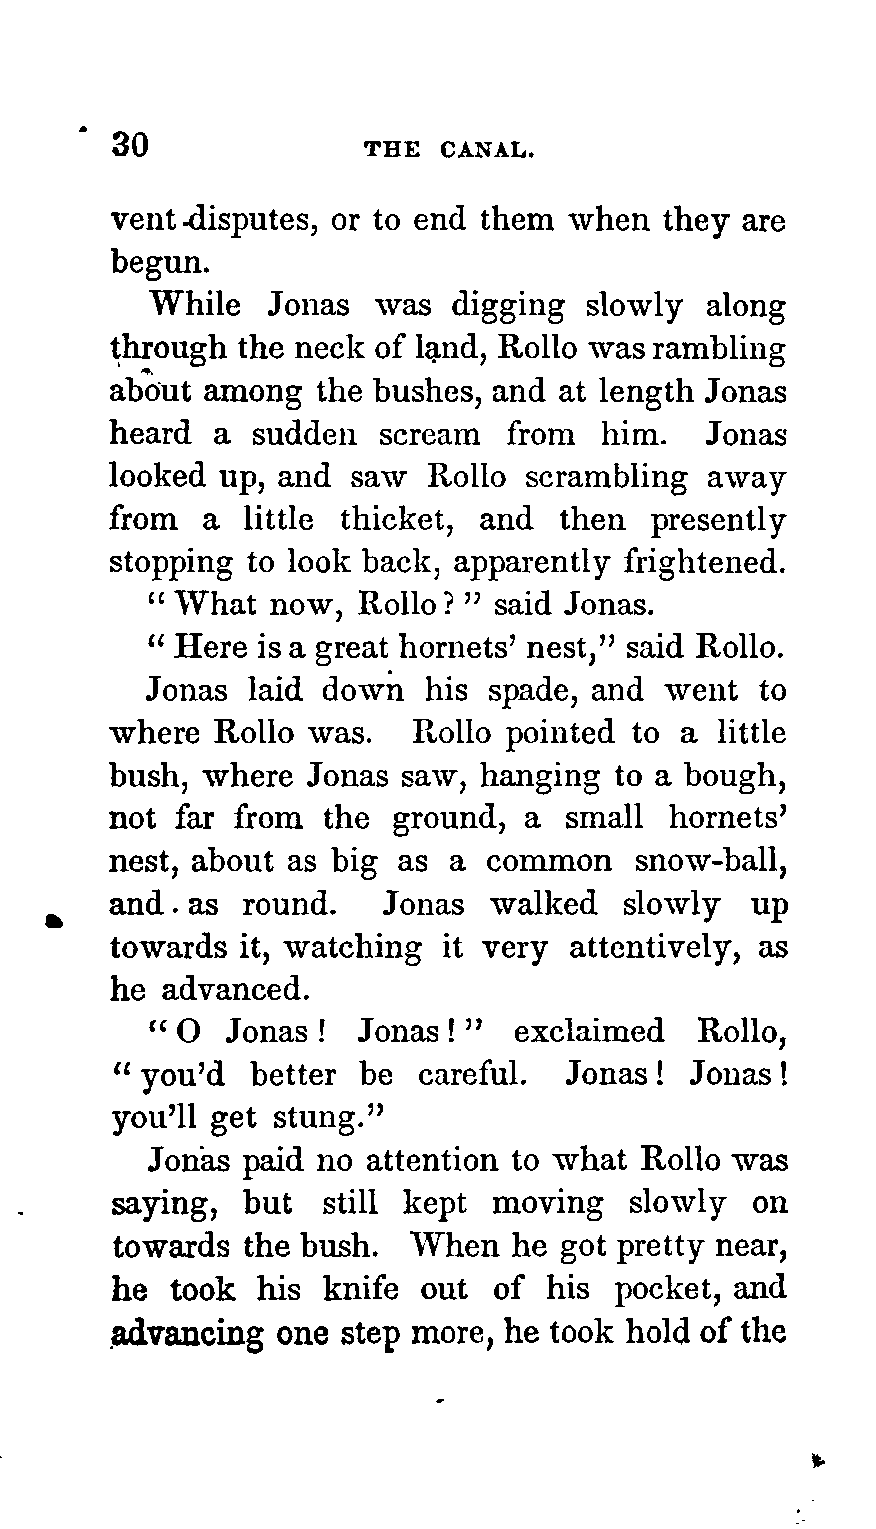 30 THE CANAL.
vent disputes, or to end them when they are
begun.
While Jonas was digging slowly along
through the neck of land, Rollo was rambling
about among the bushes, and at length Jonas
heard a sudden scream from him. Jonas
looked up, and saw Rollo scrambling away
from a little thicket, and then presently
stopping to look back, apparently frightened.
“ What now, Rollo ? ” said Jonas.
“ Here is a great hornets’ nest,” said Rollo.
Jonas laid down his spade, and went to
where Rollo was. Rollo pointed to a little
bush, where Jonas saw, hanging to a bough,
not far from the ground, a small hornets’
nest, about as big as a common snow-ball,
and as round. Jonas walked slowly up
towards it, watching it very attentively, as
he advanced.
“ O Jonas ! Jonas ! ” exclaimed Rollo,
“ you’d better be careful. Jonas ! Jonas !
you’ll get stung.”
Jonas paid no attention to what Rollo was
saying, but still kept moving slowly on
towards the bush. When he got pretty near,
he took his knife out of his pocket, and
advancing one step more, he took hold of the